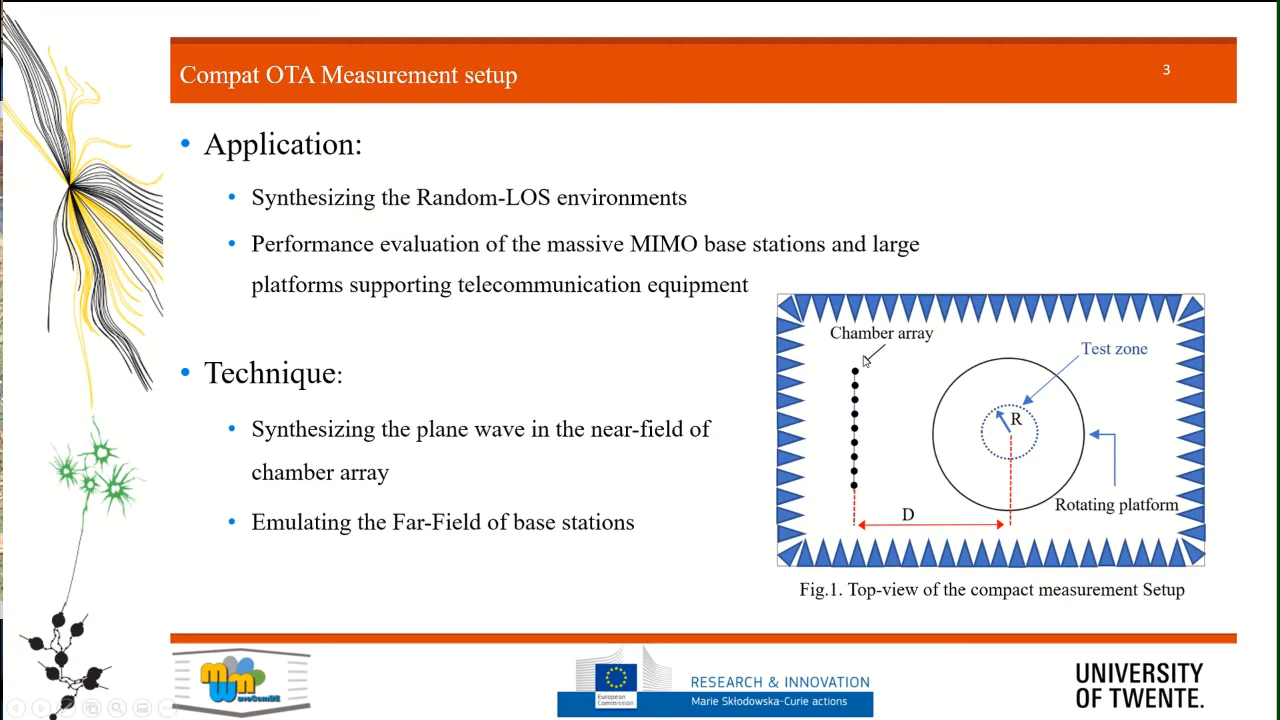 Compat OTA Measurement setup
3
• Application:
• Synthesizing the Random-LOS environments
• Performance evaluation of the massive MIMO base stations and large
platforms supporting telecommunication equipment
• Technique:
• Synthesizing the plane wave in the near-field of
chamber array
• Emulating the Far-Field of base stations
Chamber array
Test zone
R
Rotating platform
D
Fig.1. Top-view of the compact measurement Setup
European
Commission
RESEARCH & INNOVATION
Marie Skłodowska-Curie actions
UNIVERSITY
OF TWENTE.